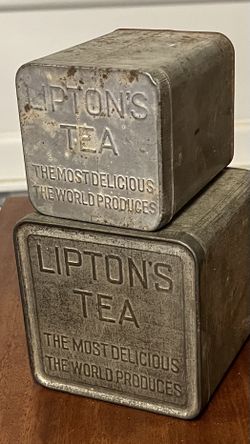 LIPTON'S
TEA
THE MOST DELICIOUS
THE WORLD PRODUCES
LIPTON'S
TEA
THE MOST DELICIOUS
THE WORLD PRODUCES